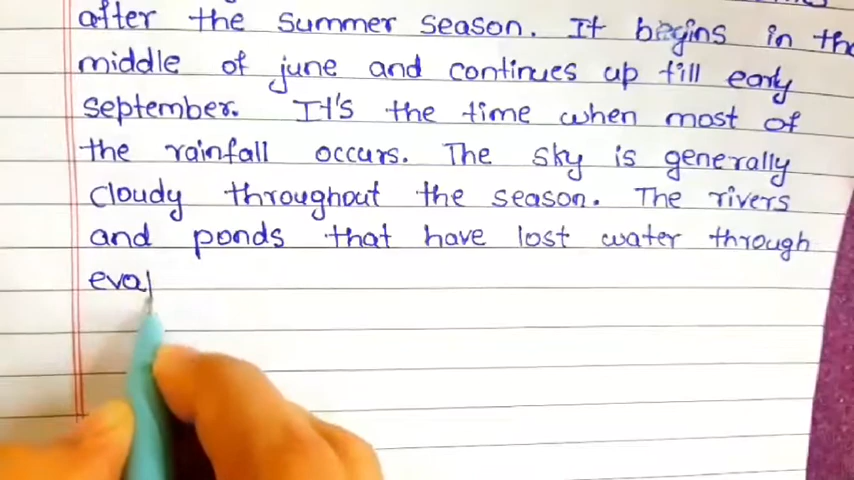 after the summer season. It begins in the
middle of june and continues up till early
september. It's the time when most of
the rainfall occurs. The sky is generally
cloudy throughout the season. The rivers
and ponds that have lost water through
eva